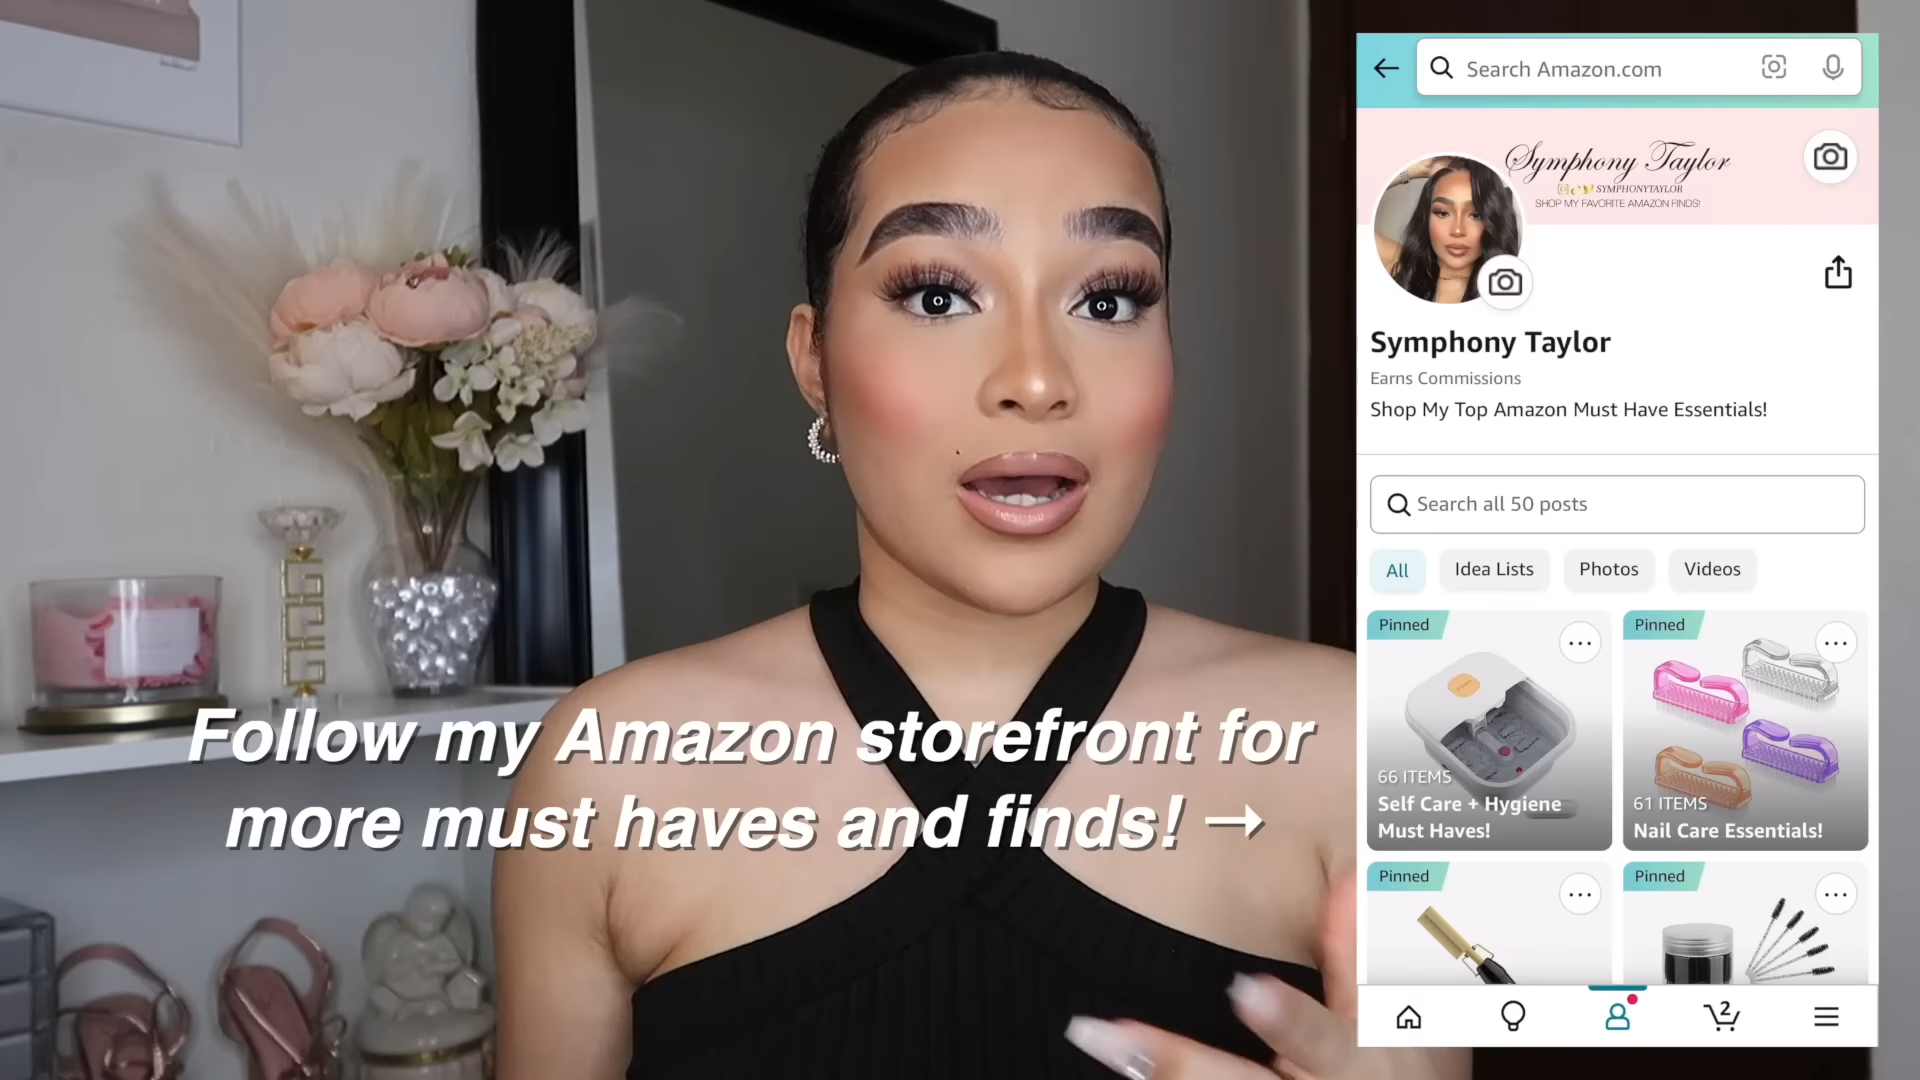 Follow my Amazon storefront for
more must haves and finds! →
Search Amazon.com
Symphony Taylor
SYMPHONYTAYLOR
SHOP MY FAVORITE AMAZON FINDS!
Symphony Taylor
Earns Commissions
Shop My Top Amazon Must Have Essentials!
Search all 50 posts
All Idea Lists Photos Videos
Pinned
66 ITEMS
Self Care + Hygiene
Must Haves!
Pinned
61 ITEMS
Nail Care Essentials!
Pinned
Pinned
2